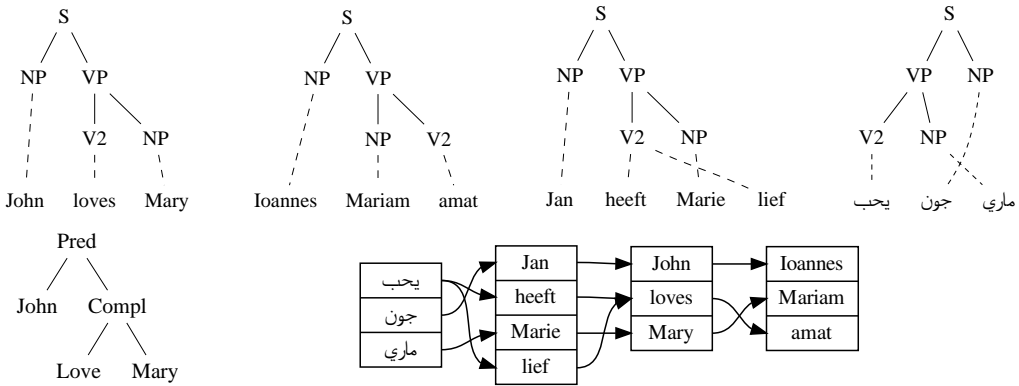 S S S S
NP VP NP VP NP VP VP NP
V2 NP NP V2 V2 NP V2 NP
John loves Mary Ioannes Mariam amat Jan heeft Marie lief يحب جون ماري
Pred
John Compl
Love Mary
يحب
جون
ماري
Jan
heeft
Marie
lief
John
loves
Mary
Ioannes
Mariam
amat